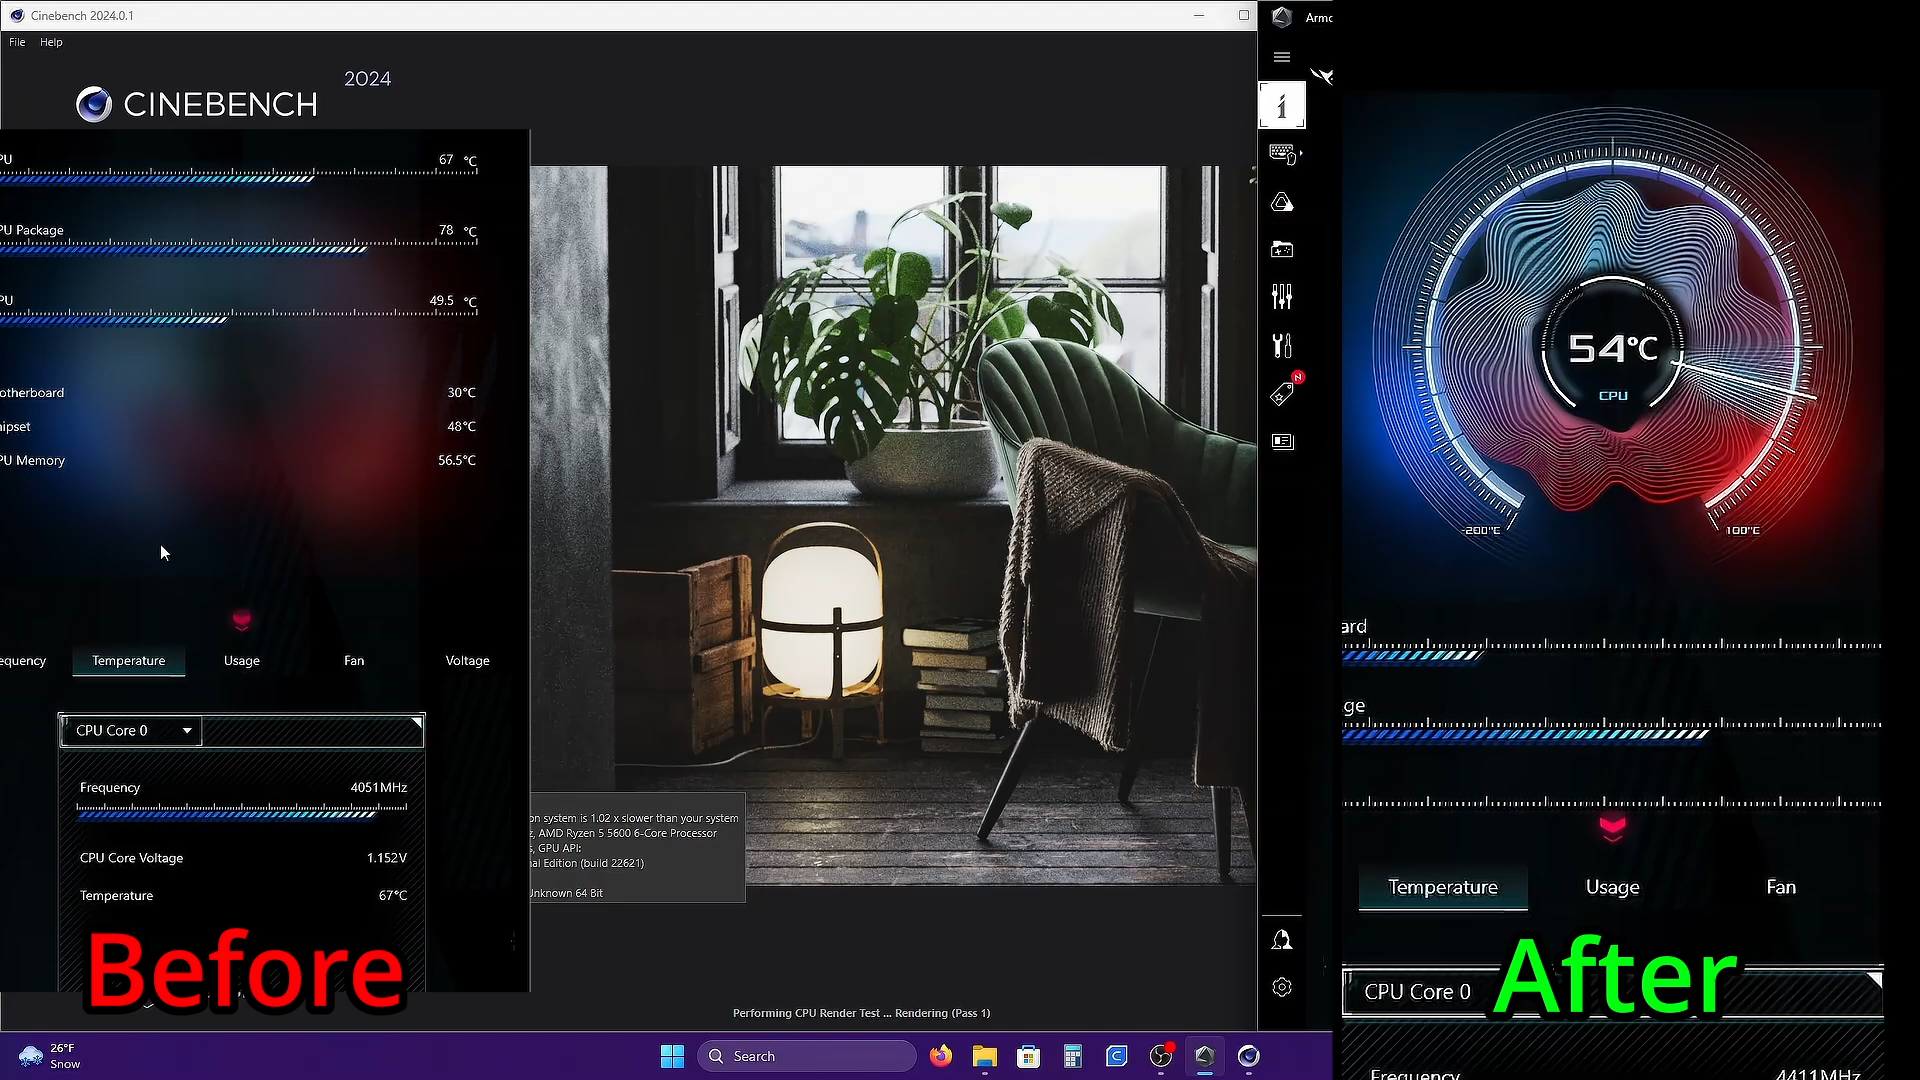 Cinebench 2024.0.1
File Help
2024
CINEBENCH
Armo
PU 67 °C
PU Package 78 °C
PU 49.5 °C
otherboard 30°C
hipset 48°C
PU Memory 56.5°C
equency Temperature Usage Fan Voltage
CPU Core 0
Frequency 4051MHz
CPU Core Voltage 1.152V
Temperature 67°C
Before
on system is 1.02 x slower than your system
z, AMD Ryzen 5 5600 6-Core Processor
s, GPU API:
nal Edition (build 22621)
Unknown 64 Bit
Performing CPU Render Test ... Rendering (Pass 1)
i
N
54°C
CPU
-200°C 100°C
ard
ge
Temperature Usage Fan
CPU Core 0
After
Frequency 4411MHz
26°F
Snow
Search